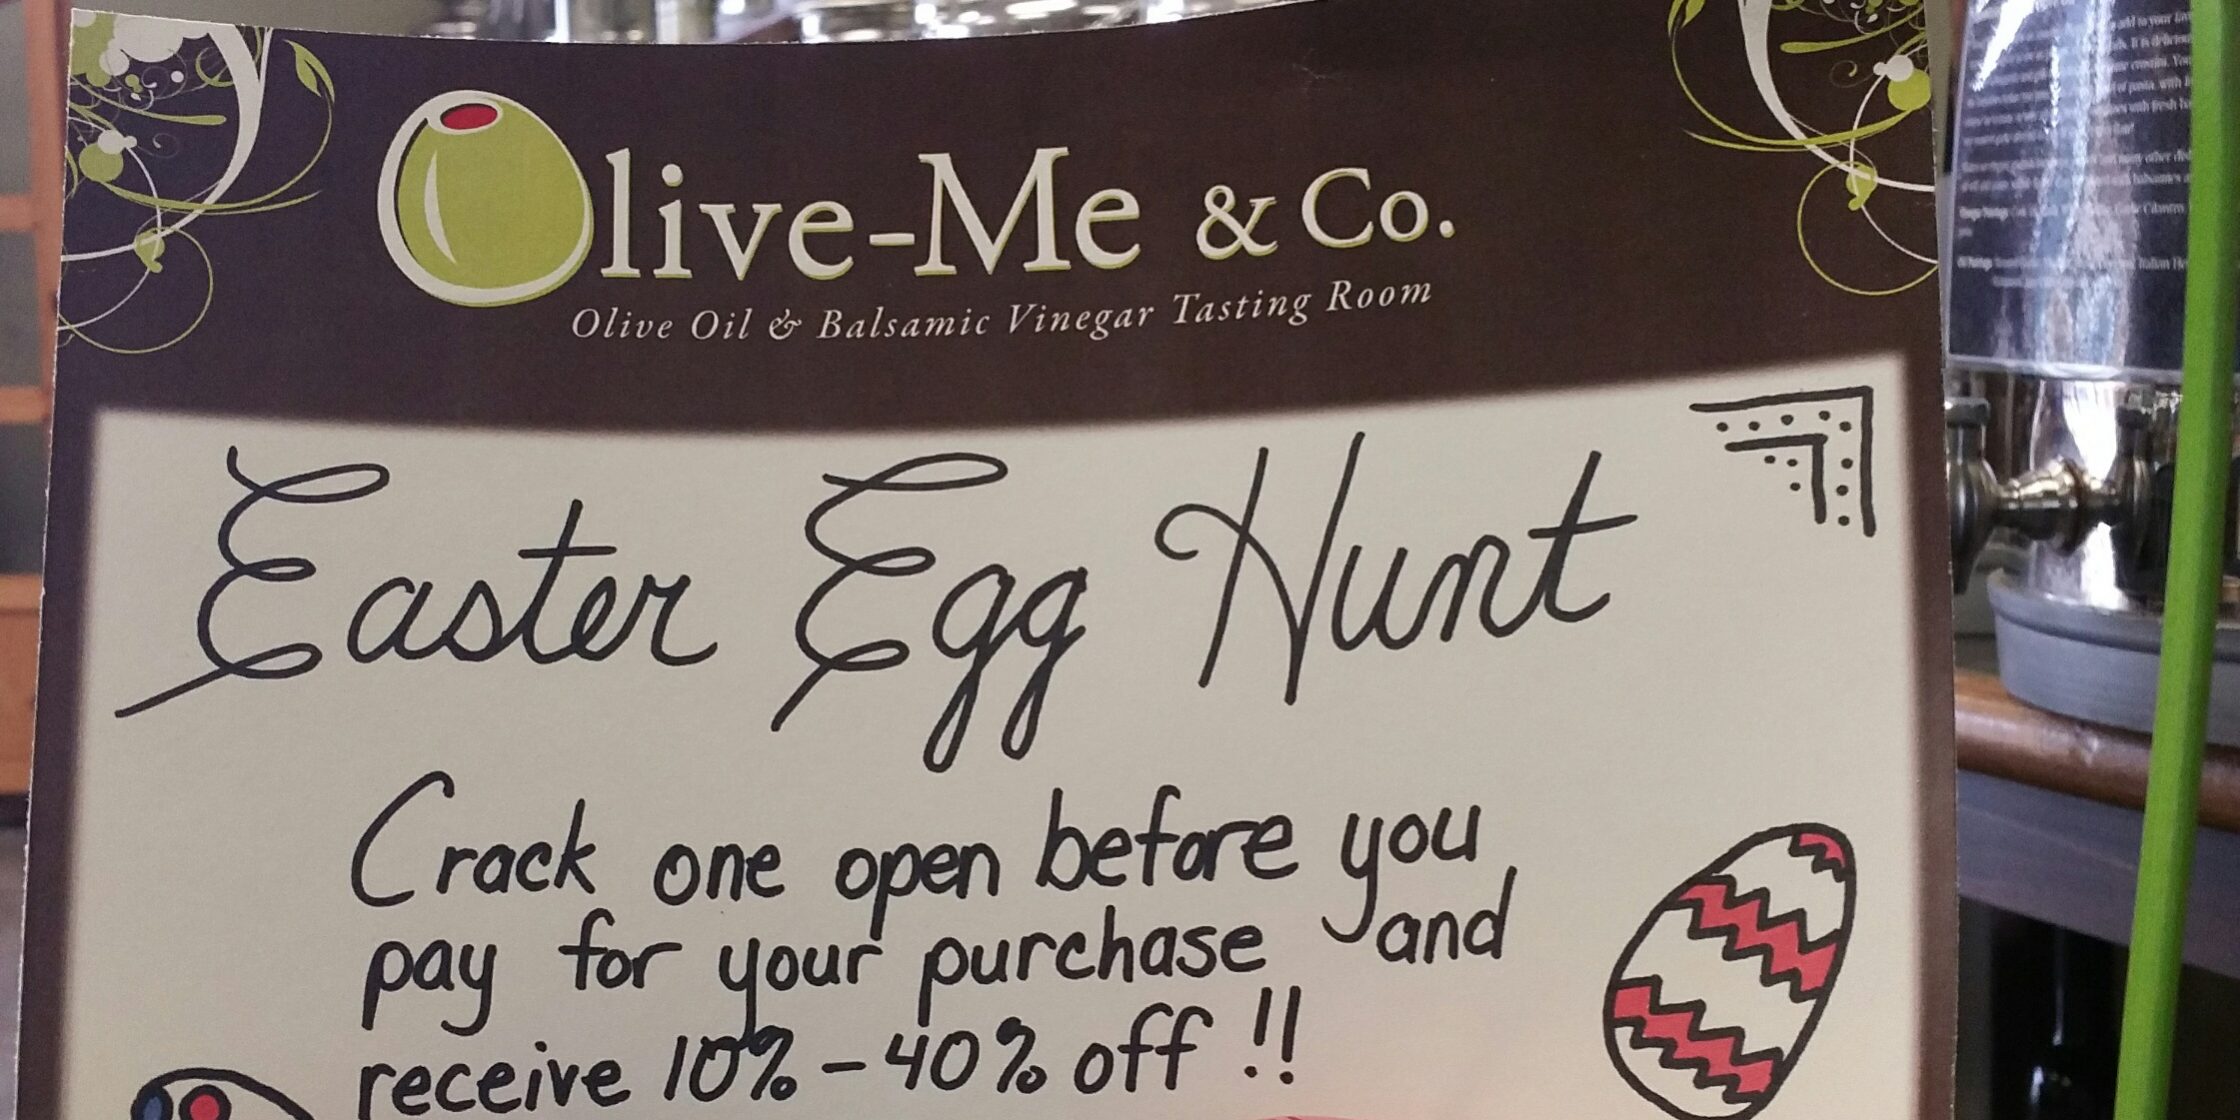 Olive-Me & Co.
Olive Oil & Balsamic Vinegar Tasting Room
Easter Egg Hunt
Crack one open before you
pay for your purchase and
receive 10% - 40% off !!